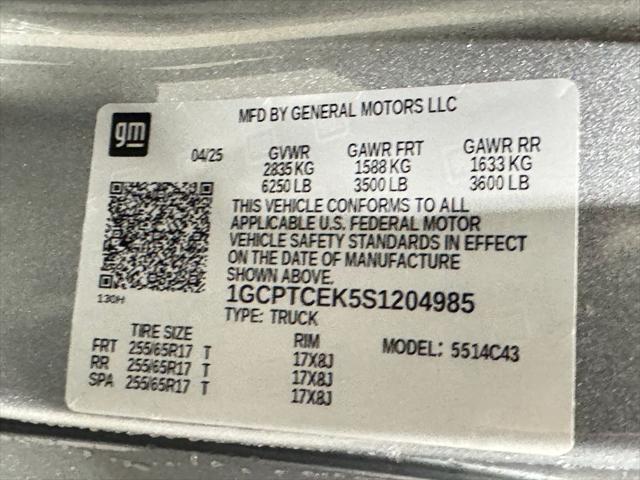 MFD BY GENERAL MOTORS LLC
gm
04/25 GVWR GAWR FRT GAWR RR
2835 KG 1588 KG 1633 KG
6250 LB 3500 LB 3600 LB
THIS VEHICLE CONFORMS TO ALL
APPLICABLE U.S. FEDERAL MOTOR
VEHICLE SAFETY STANDARDS IN EFFECT
ON THE DATE OF MANUFACTURE
SHOWN ABOVE.
130H
1GCPTCEK5S1204985
TYPE: TRUCK
TIRE SIZE RIM MODEL: 5514C43
FRT 255/65R17 T 17X8J
RR 255/65R17 T 17X8J
SPA 255/65R17 T 17X8J